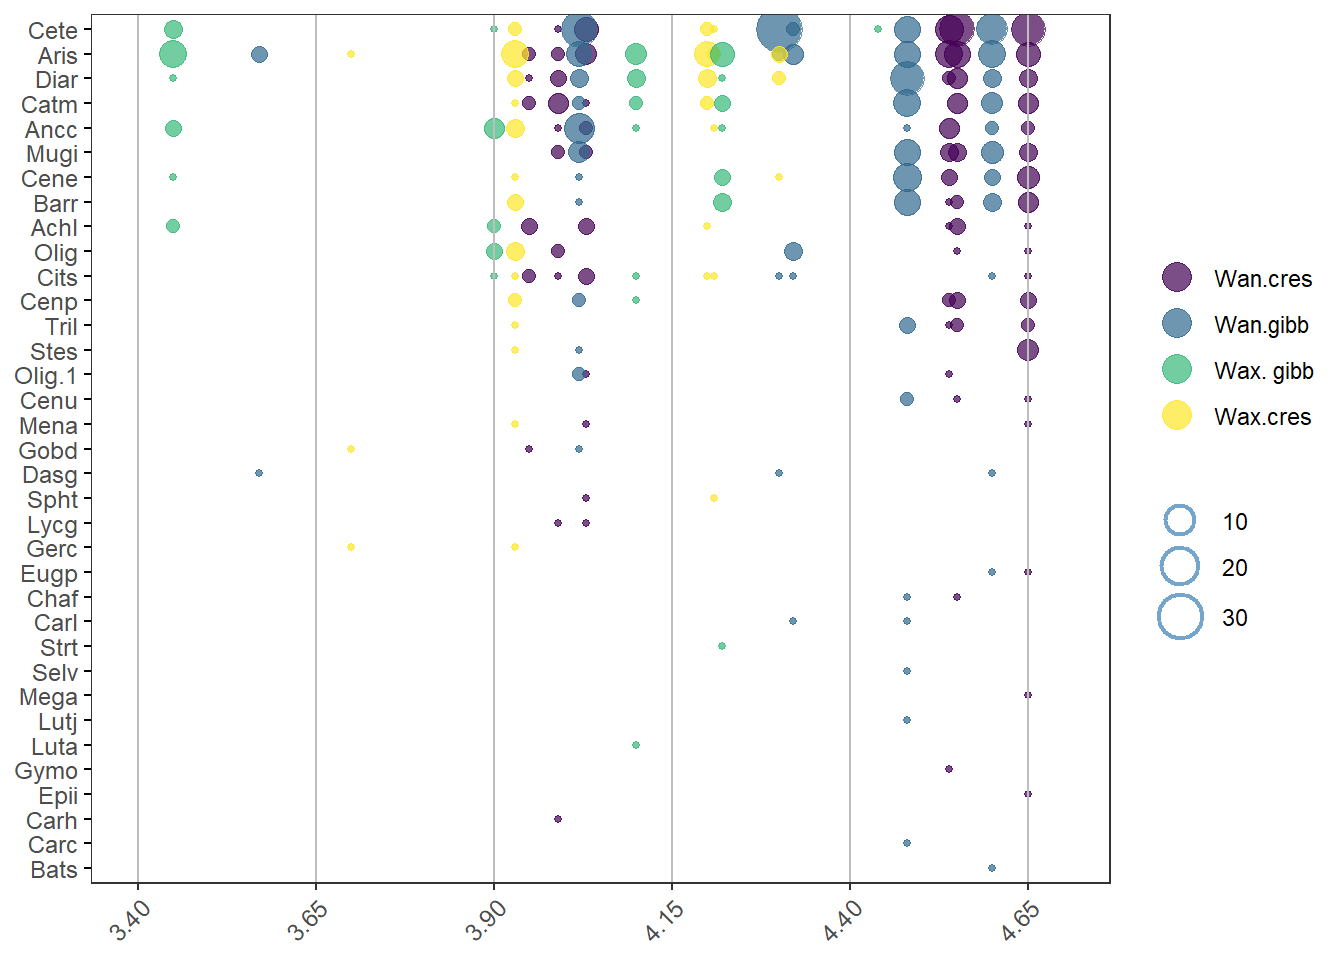 Cete
Aris
Diar
Catm
Ancc
Mugi
Cene
Barr
Achl
Olig
Cits
Cenp
Tril
Stes
Olig.1
Cenu
Mena
Gobd
Dasg
Spht
Lycg
Gerc
Eugp
Chaf
Carl
Strt
Selv
Mega
Lutj
Luta
Gymo
Epii
Carh
Carc
Bats
3.40 3.65 3.90 4.15 4.40 4.65
Wan.cres
Wan.gibb
Wax. gibb
Wax.cres
10
20
30